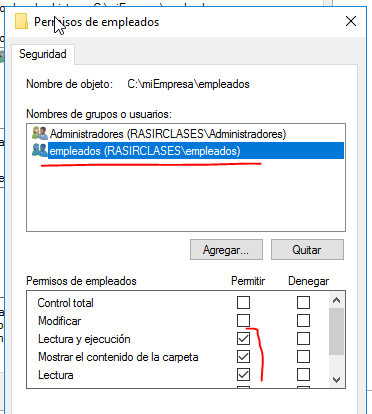 Permisos de empleados
Seguridad
Nombre de objeto: C:\miEmpresa\empleados
Nombres de grupos o usuarios:
Administradores (RASIRCLASES\Administradores)
empleados (RASIRCLASES\empleados)
Agregar... Quitar
Permisos de empleados Permitir Denegar
Control total
Modificar
Lectura y ejecución
Mostrar el contenido de la carpeta
Lectura